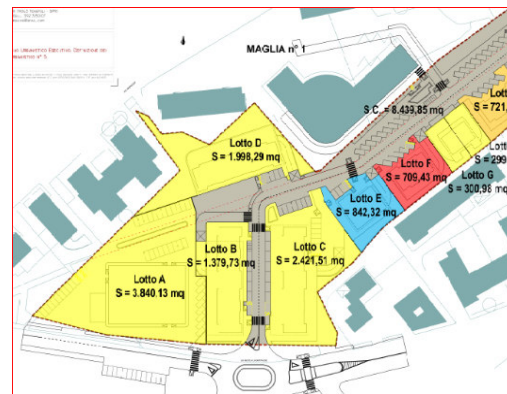 MAGLIA n° 1
S.C. = 8.439,85 mq
Lotto D
S = 1.998,29 mq
Lotto F
S = 709,43 mq
Lotto G
S = 300,98 mq
Lotto E
S = 842,32 mq
Lotto B
S = 1.379,73 mq
Lotto C
S = 2.421,51 mq
Lotto A
S = 3.840,13 mq